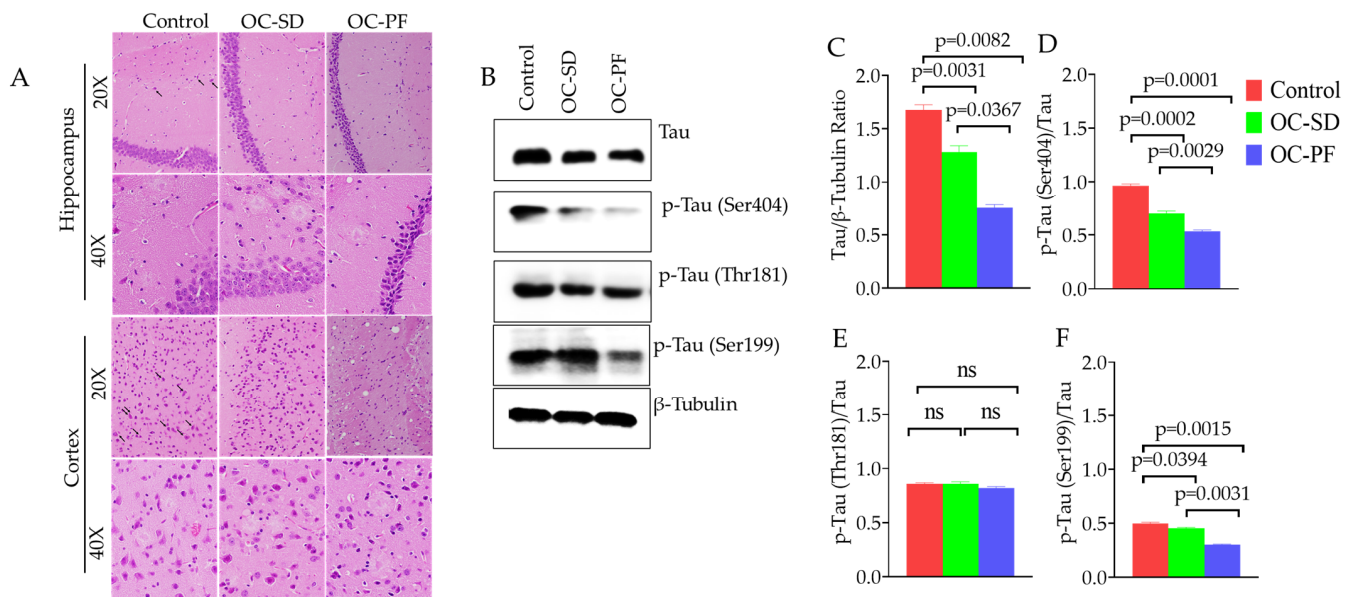 A
Control
OC-SD
OC-PF
Hippocampus
20X
40X
Cortex
20X
40X
B
Control
OC-SD
OC-PF
Tau
p-Tau (Ser404)
p-Tau (Thr181)
p-Tau (Ser199)
β-Tubulin
C
p=0.0082
p=0.0031
p=0.0367
Tau/β-Tubulin Ratio
2.0
1.5
1.0
0.5
0.0
D
p=0.0001
p=0.0002
p=0.0029
p-Tau (Ser404)/Tau
2.0
1.5
1.0
0.5
0.0
Control
OC-SD
OC-PF
E
ns
ns
ns
p-Tau (Thr181)/Tau
2.0
1.5
1.0
0.5
0.0
F
p=0.0015
p=0.0394
p=0.0031
p-Tau (Ser199)/Tau
2.0
1.5
1.0
0.5
0.0